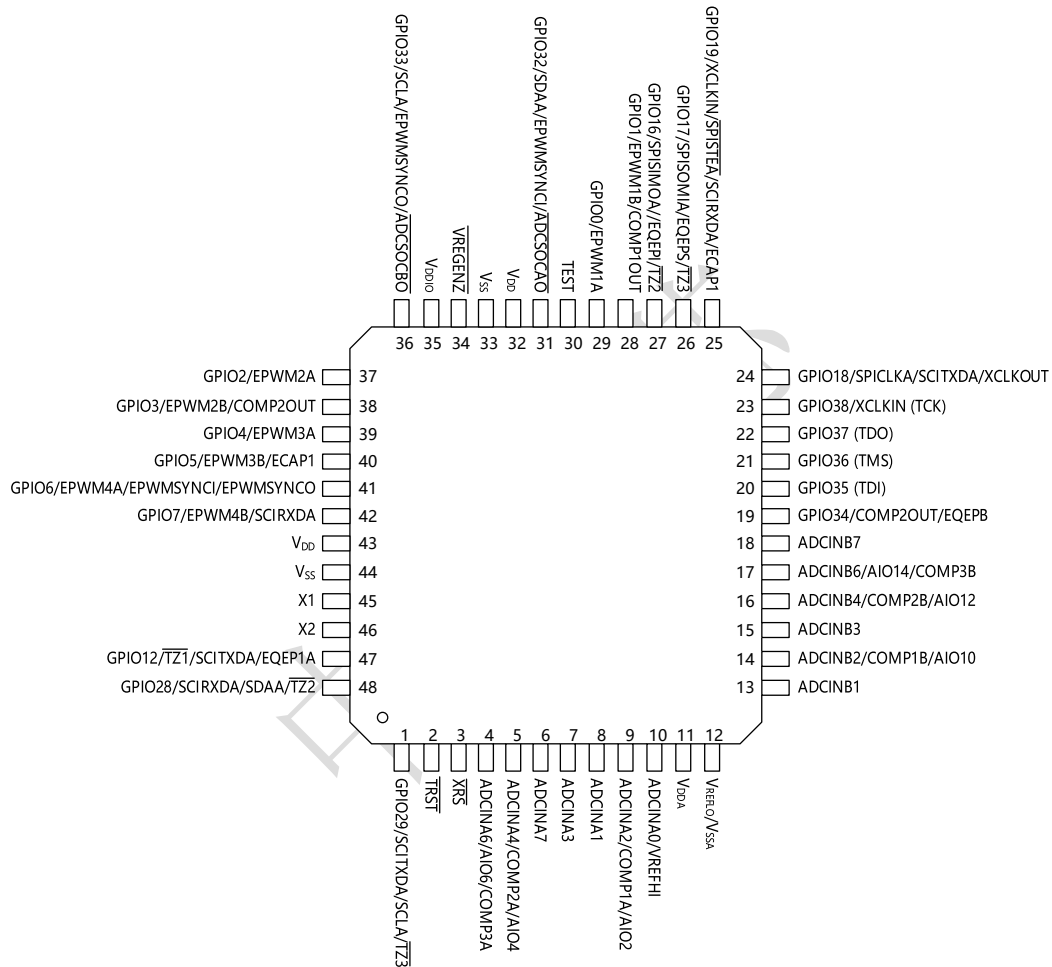 GPIO33/SCLA/EPWMSYNCO/ADCSOCBO
VDDIO
VREGENZ
VSS
VDD
GPIO32/SDAA/EPWMSYNCI/ADCSOCAO
TEST
GPIO0/EPWM1A
GPIO1/EPWM1B/COMP1OUT
GPIO16/SPISIMOA//EQEPI/TZ2
GPIO17/SPISOMIA/EQEPS/TZ3
GPIO19/XCLKIN/SPISTEA/SCIRXDA/ECAP1
36 35 34 33 32 31 30 29 28 27 26 25
GPIO2/EPWM2A 37
GPIO3/EPWM2B/COMP2OUT 38
GPIO4/EPWM3A 39
GPIO5/EPWM3B/ECAP1 40
GPIO6/EPWM4A/EPWMSYNCI/EPWMSYNCO 41
GPIO7/EPWM4B/SCIRXDA 42
VDD 43
VSS 44
X1 45
X2 46
GPIO12/TZ1/SCITXDA/EQEP1A 47
GPIO28/SCIRXDA/SDAA/TZ2 48
24 GPIO18/SPICLKA/SCITXDA/XCLKOUT
23 GPIO38/XCLKIN (TCK)
22 GPIO37 (TDO)
21 GPIO36 (TMS)
20 GPIO35 (TDI)
19 GPIO34/COMP2OUT/EQEPB
18 ADCINB7
17 ADCINB6/AIO14/COMP3B
16 ADCINB4/COMP2B/AIO12
15 ADCINB3
14 ADCINB2/COMP1B/AIO10
13 ADCINB1
1 2 3 4 5 6 7 8 9 10 11 12
GPIO29/SCITXDA/SCLA/TZ3
TRST
XRS
ADCINA6/AIO6/COMP3A
ADCINA4/COMP2A/AIO4
ADCINA7
ADCINA3
ADCINA1
ADCINA2/COMP1A/AIO2
ADCINA0/VREFHI
VDDA
VREFLO/VSSA